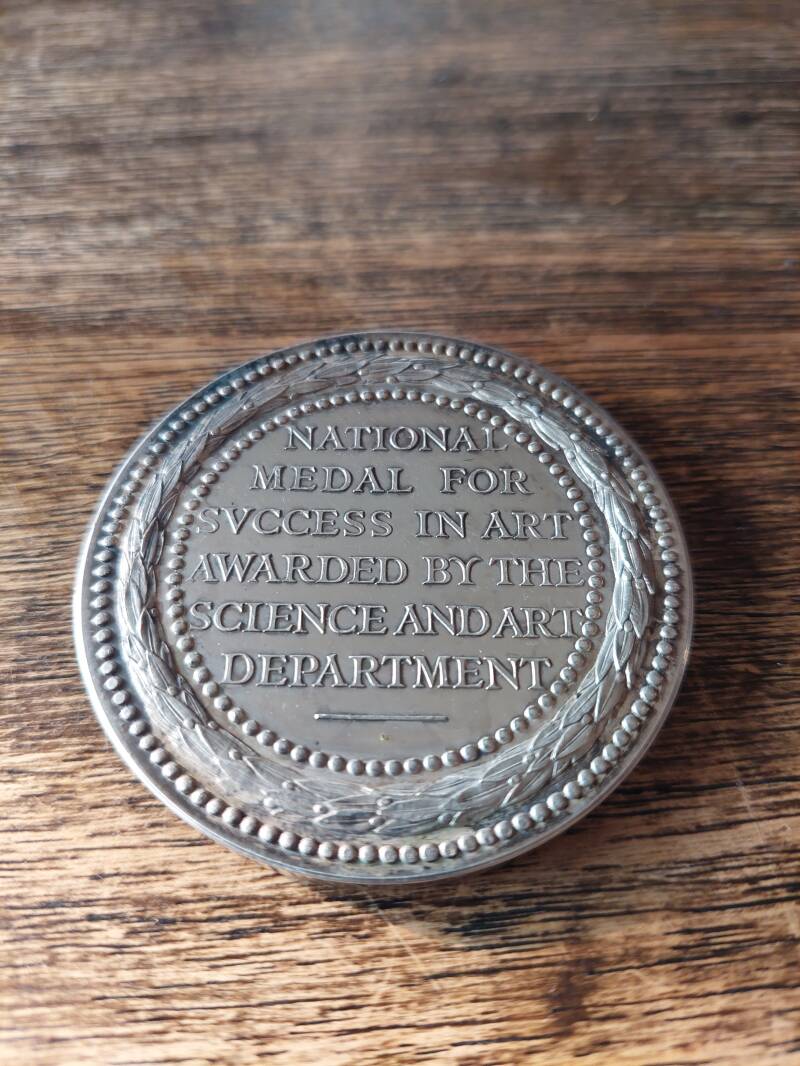 NATIONAL
MEDAL FOR
SVCCESS IN ART
AWARDED BY THE
SCIENCE AND ART
DEPARTMENT